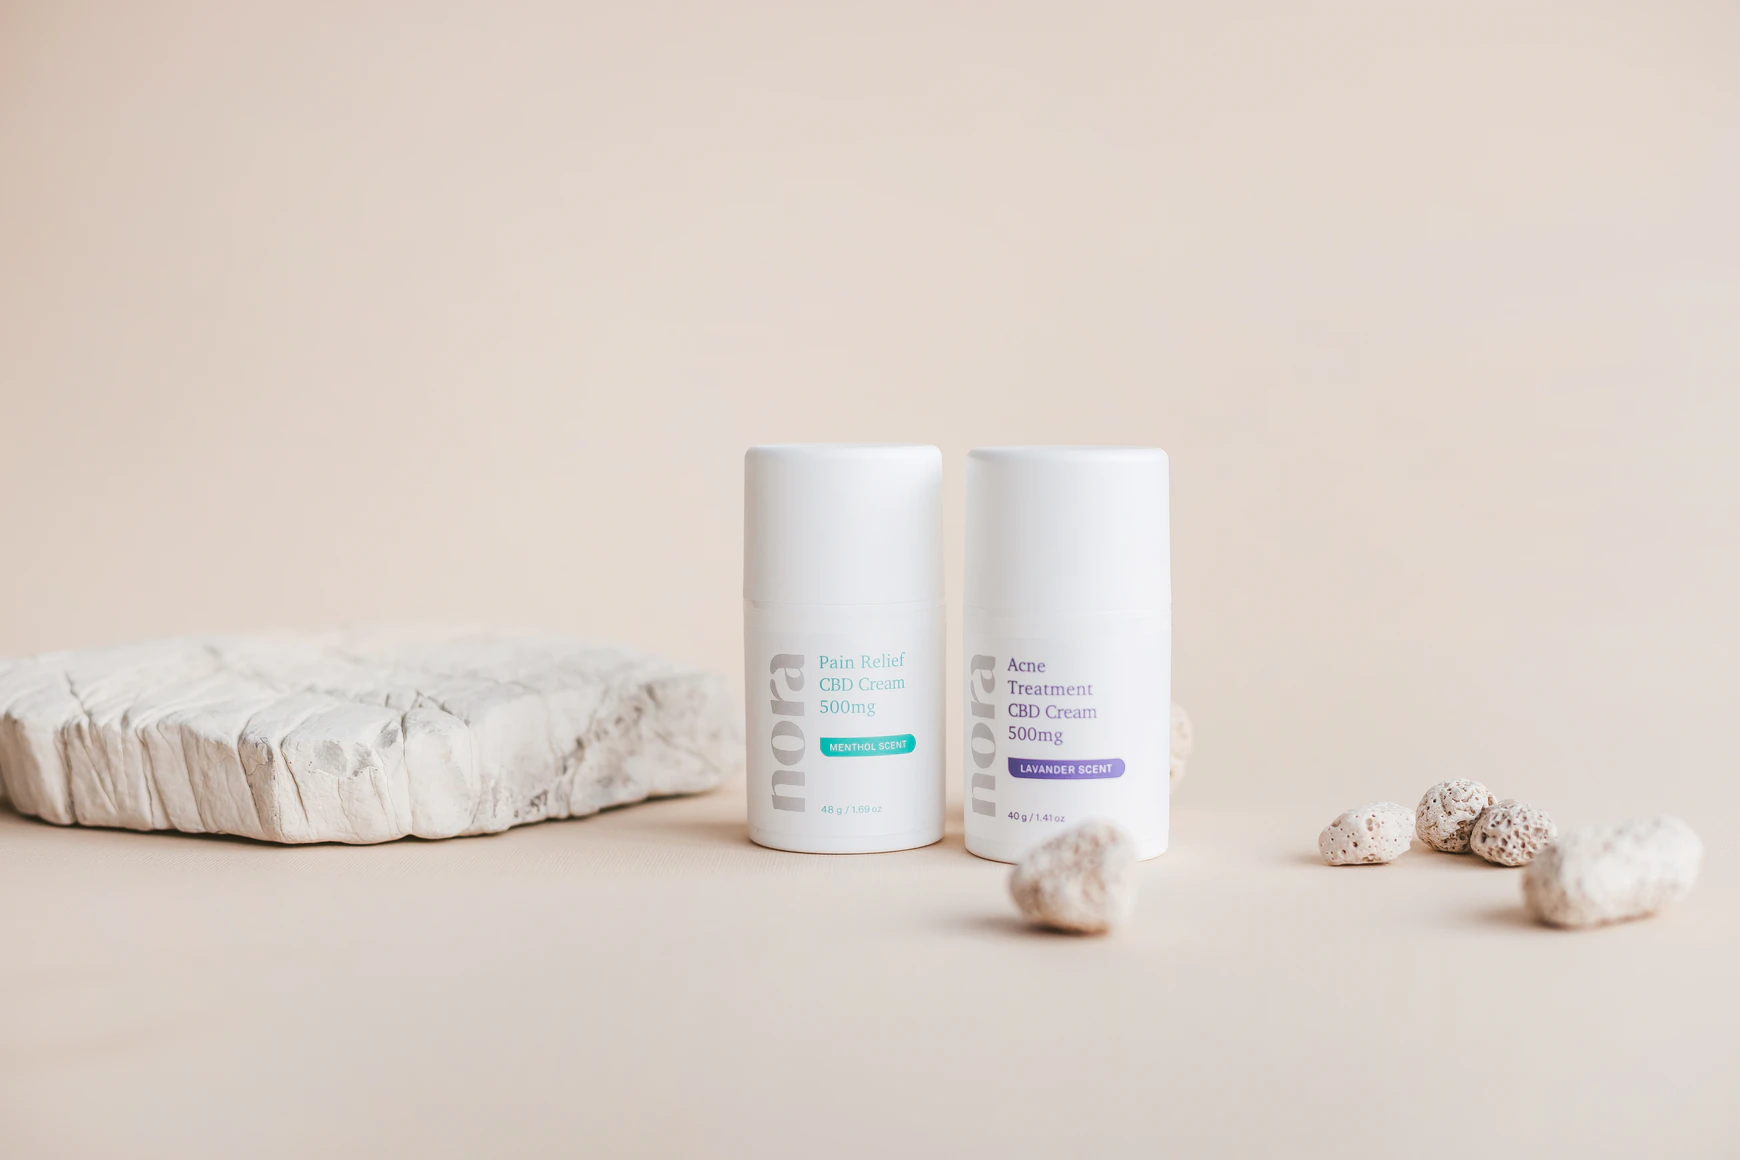 nora
Pain Relief
CBD Cream
500mg
MENTHOL SCENT
48 g / 1.69 oz
nora
Acne
Treatment
CBD Cream
500mg
LAVANDER SCENT
40 g / 1.41 oz